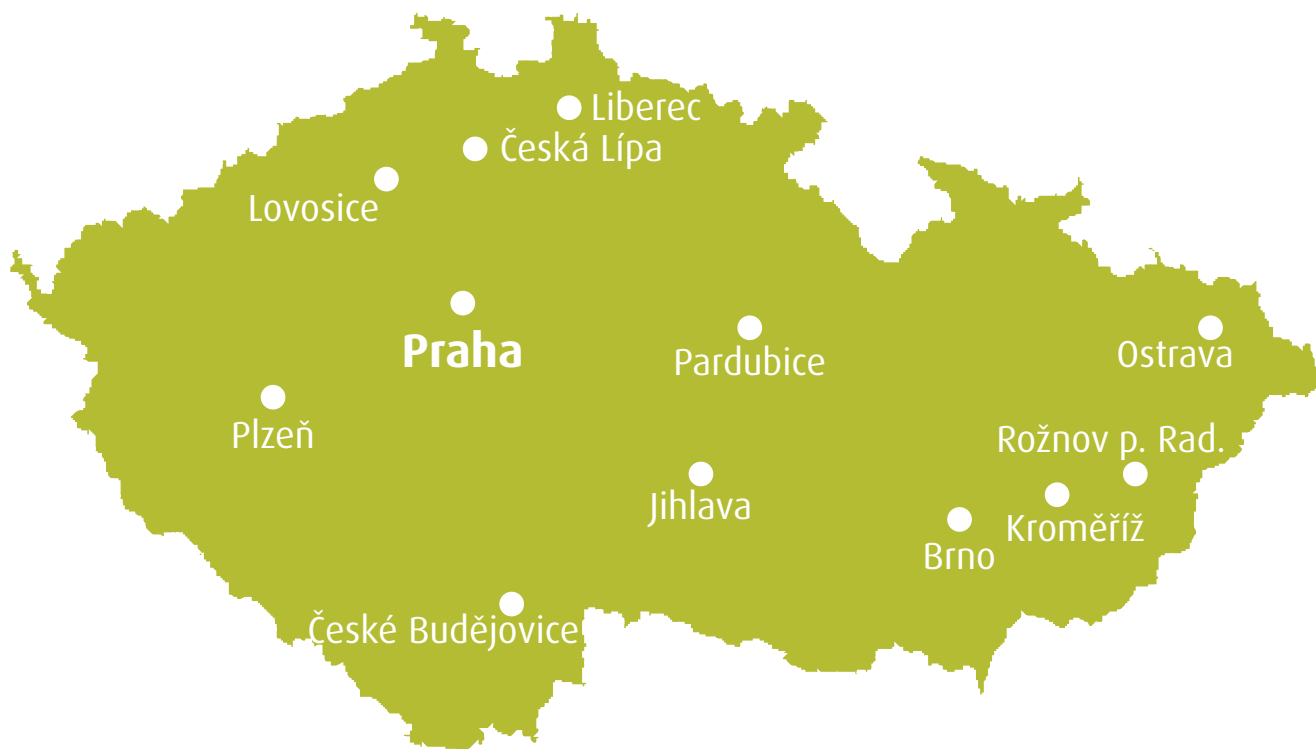 Liberec
Česká Lípa
Lovosice
Praha
Pardubice
Ostrava
Plzeň
Rožnov p. Rad.
Jihlava
Kroměříž
Brno
České Budějovice